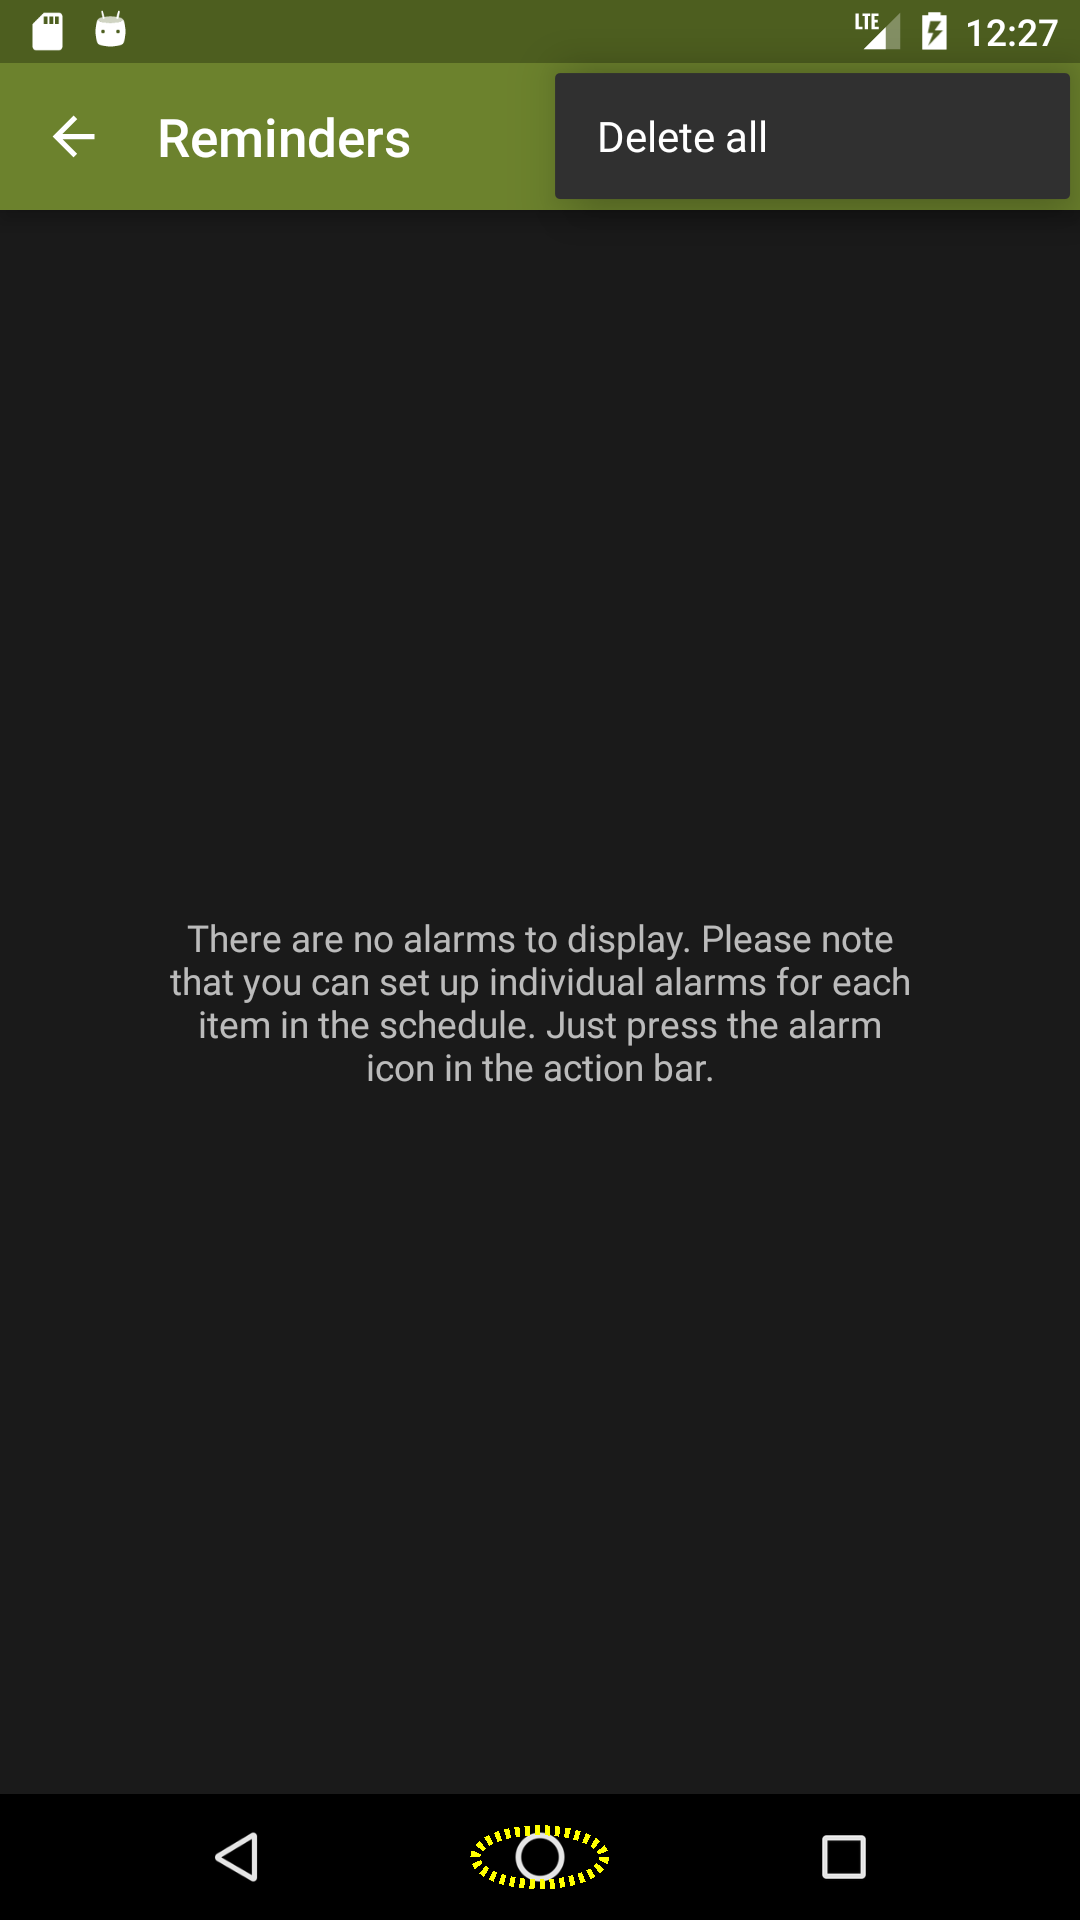 LTE 12:27
Reminders
Delete all
There are no alarms to display. Please note
that you can set up individual alarms for each
item in the schedule. Just press the alarm
icon in the action bar.